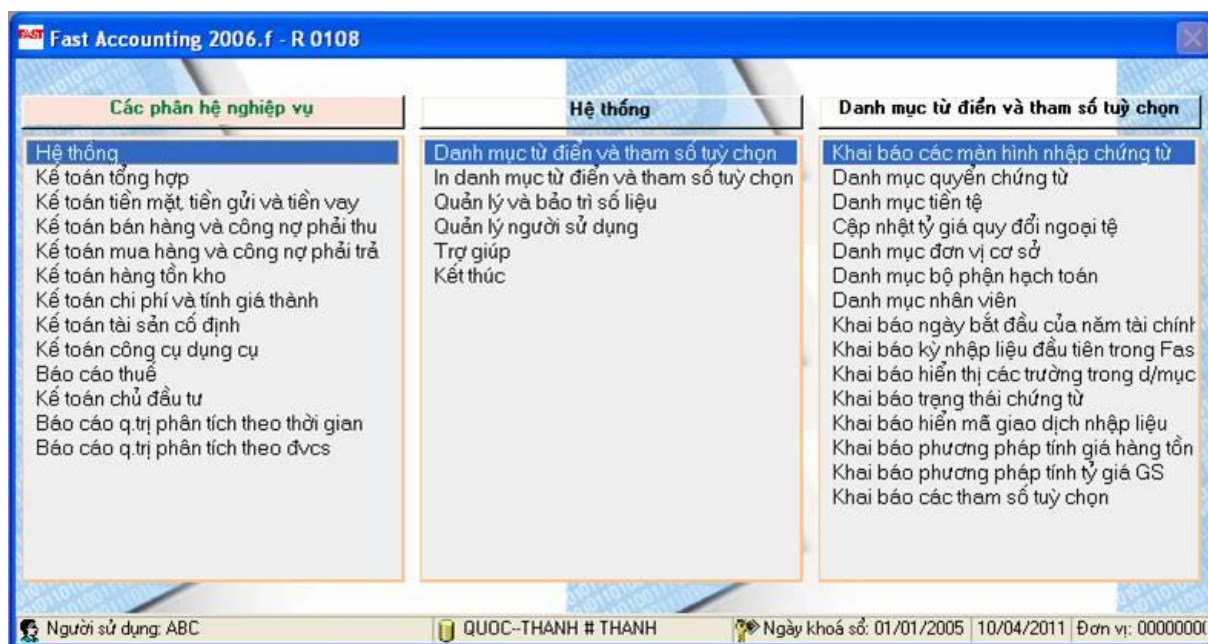 FAST Fast Accounting 2006.f - R 0108
Các phân hệ nghiệp vụ
Hệ thống
Kế toán tổng hợp
Kế toán tiền mặt, tiền gửi và tiền vay
Kế toán bán hàng và công nợ phải thu
Kế toán mua hàng và công nợ phải trả
Kế toán hàng tồn kho
Kế toán chi phí và tính giá thành
Kế toán tài sản cố định
Kế toán công cụ dụng cụ
Báo cáo thuế
Kế toán chủ đầu tư
Báo cáo q.trị phân tích theo thời gian
Báo cáo q.trị phân tích theo đvcs
Hệ thống
Danh mục từ điển và tham số tuỳ chọn
In danh mục từ điển và tham số tuỳ chọn
Quản lý và bảo trì số liệu
Quản lý người sử dụng
Trợ giúp
Kết thúc
Danh mục từ điển và tham số tuỳ chọn
Khai báo các màn hình nhập chứng từ
Danh mục quyển chứng từ
Danh mục tiền tệ
Cập nhật tỷ giá quy đổi ngoại tệ
Danh mục đơn vị cơ sở
Danh mục bộ phận hạch toán
Danh mục nhân viên
Khai báo ngày bắt đầu của năm tài chính
Khai báo kỳ nhập liệu đầu tiên trong Fas
Khai báo hiển thị các trường trong d/mục
Khai báo trạng thái chứng từ
Khai báo hiển mã giao dịch nhập liệu
Khai báo phương pháp tính giá hàng tồn
Khai báo phương pháp tính tỷ giá GS
Khai báo các tham số tuỳ chọn
Người sử dụng: ABC QUOC--THANH # THANH Ngày khoá sổ: 01/01/2005 10/04/2011 Đơn vị: 00000000